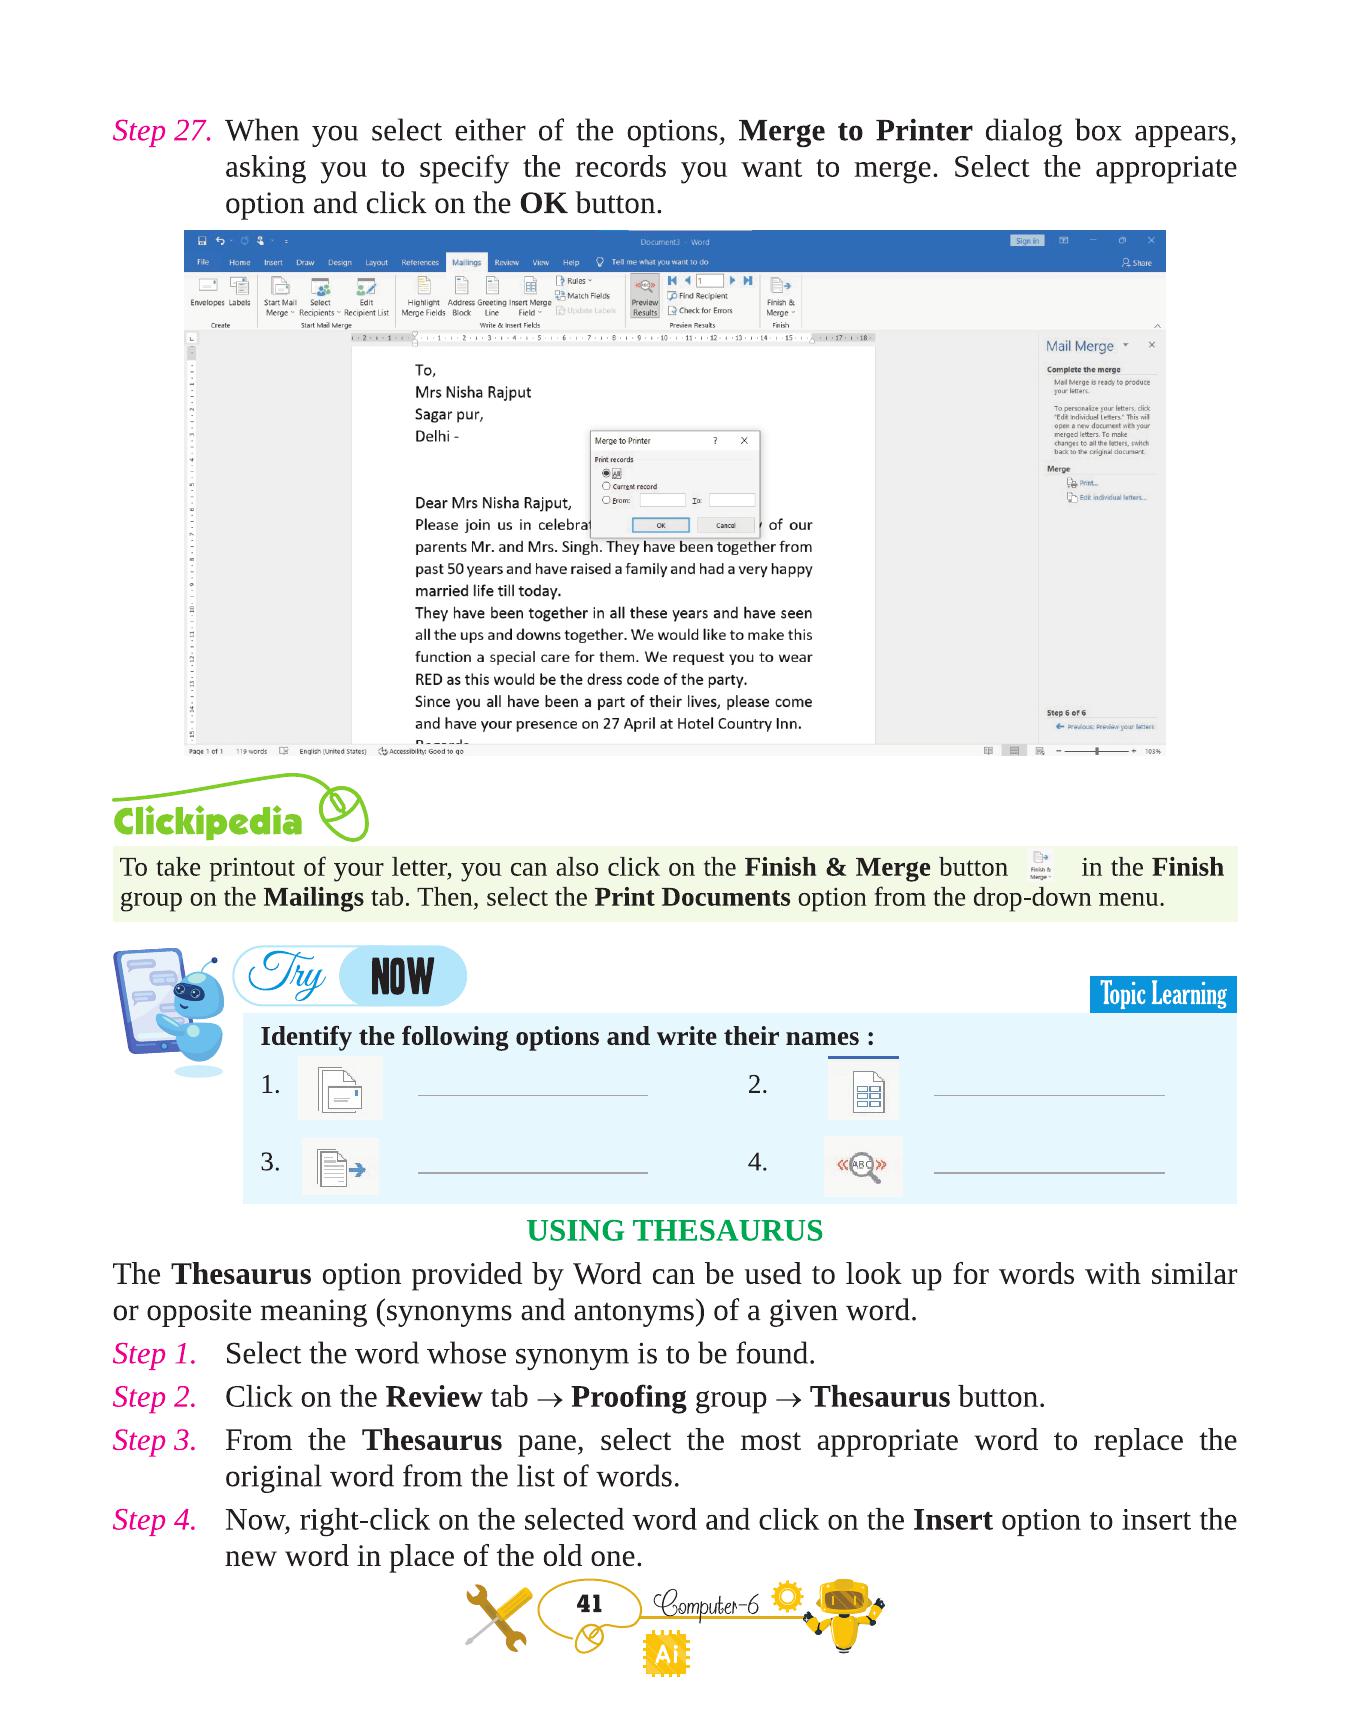 Step 27. When you select either of the options, Merge to Printer dialog box appears,
asking you to specify the records you want to merge. Select the appropriate
option and click on the OK button.
Document3 - Word
Sign in
File Home Insert Draw Design Layout References Mailings Review View Help Tell me what you want to do
Share
Envelopes Labels
Create
Start Mail Merge
Select Recipients
Edit Recipient List
Start Mail Merge
Highlight Merge Fields
Address Block
Greeting Line
Insert Merge Field
Rules
Match Fields
Update Labels
Write & Insert Fields
Preview Results
1
Find Recipient
Check for Errors
Preview Results
Finish & Merge
Finish
To,
Mrs Nisha Rajput
Sagar pur,
Delhi -
Dear Mrs Nisha Rajput,
Please join us in celebrat y of our
parents Mr. and Mrs. Singh. They have been together from
past 50 years and have raised a family and had a very happy
married life till today.
They have been together in all these years and have seen
all the ups and downs together. We would like to make this
function a special care for them. We request you to wear
RED as this would be the dress code of the party.
Since you all have been a part of their lives, please come
and have your presence on 27 April at Hotel Country Inn.
Regards
Merge to Printer ?
Print records
All
Current record
From: To:
OK Cancel
Mail Merge
Complete the merge
Mail Merge is ready to produce
your letters.
To personalize your letters, click
"Edit Individual Letters." This will
open a new document with your
merged letters. To make
changes to all the letters, switch
back to the original document.
Merge
Print...
Edit individual letters...
Step 6 of 6
Previous: Preview your letters
Page 1 of 1 119 words English (United States) Accessibility: Good to go
103%
Clickipedia
To take printout of your letter, you can also click on the Finish & Merge button Finish & Merge in the Finish
group on the Mailings tab. Then, select the Print Documents option from the drop-down menu.
Try NOW
Topic Learning
Identify the following options and write their names :
1. 2.
3. 4. ABC
USING THESAURUS
The Thesaurus option provided by Word can be used to look up for words with similar
or opposite meaning (synonyms and antonyms) of a given word.
Step 1. Select the word whose synonym is to be found.
Step 2. Click on the Review tab → Proofing group → Thesaurus button.
Step 3. From the Thesaurus pane, select the most appropriate word to replace the
original word from the list of words.
Step 4. Now, right-click on the selected word and click on the Insert option to insert the
new word in place of the old one.
41 Computer-6
Ai